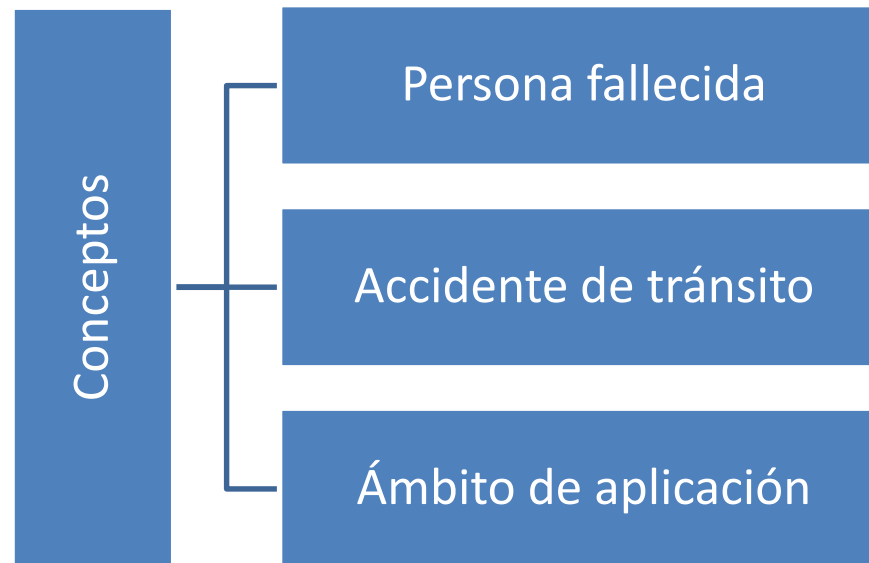 Conceptos
Persona fallecida
Accidente de tránsito
Ámbito de aplicación